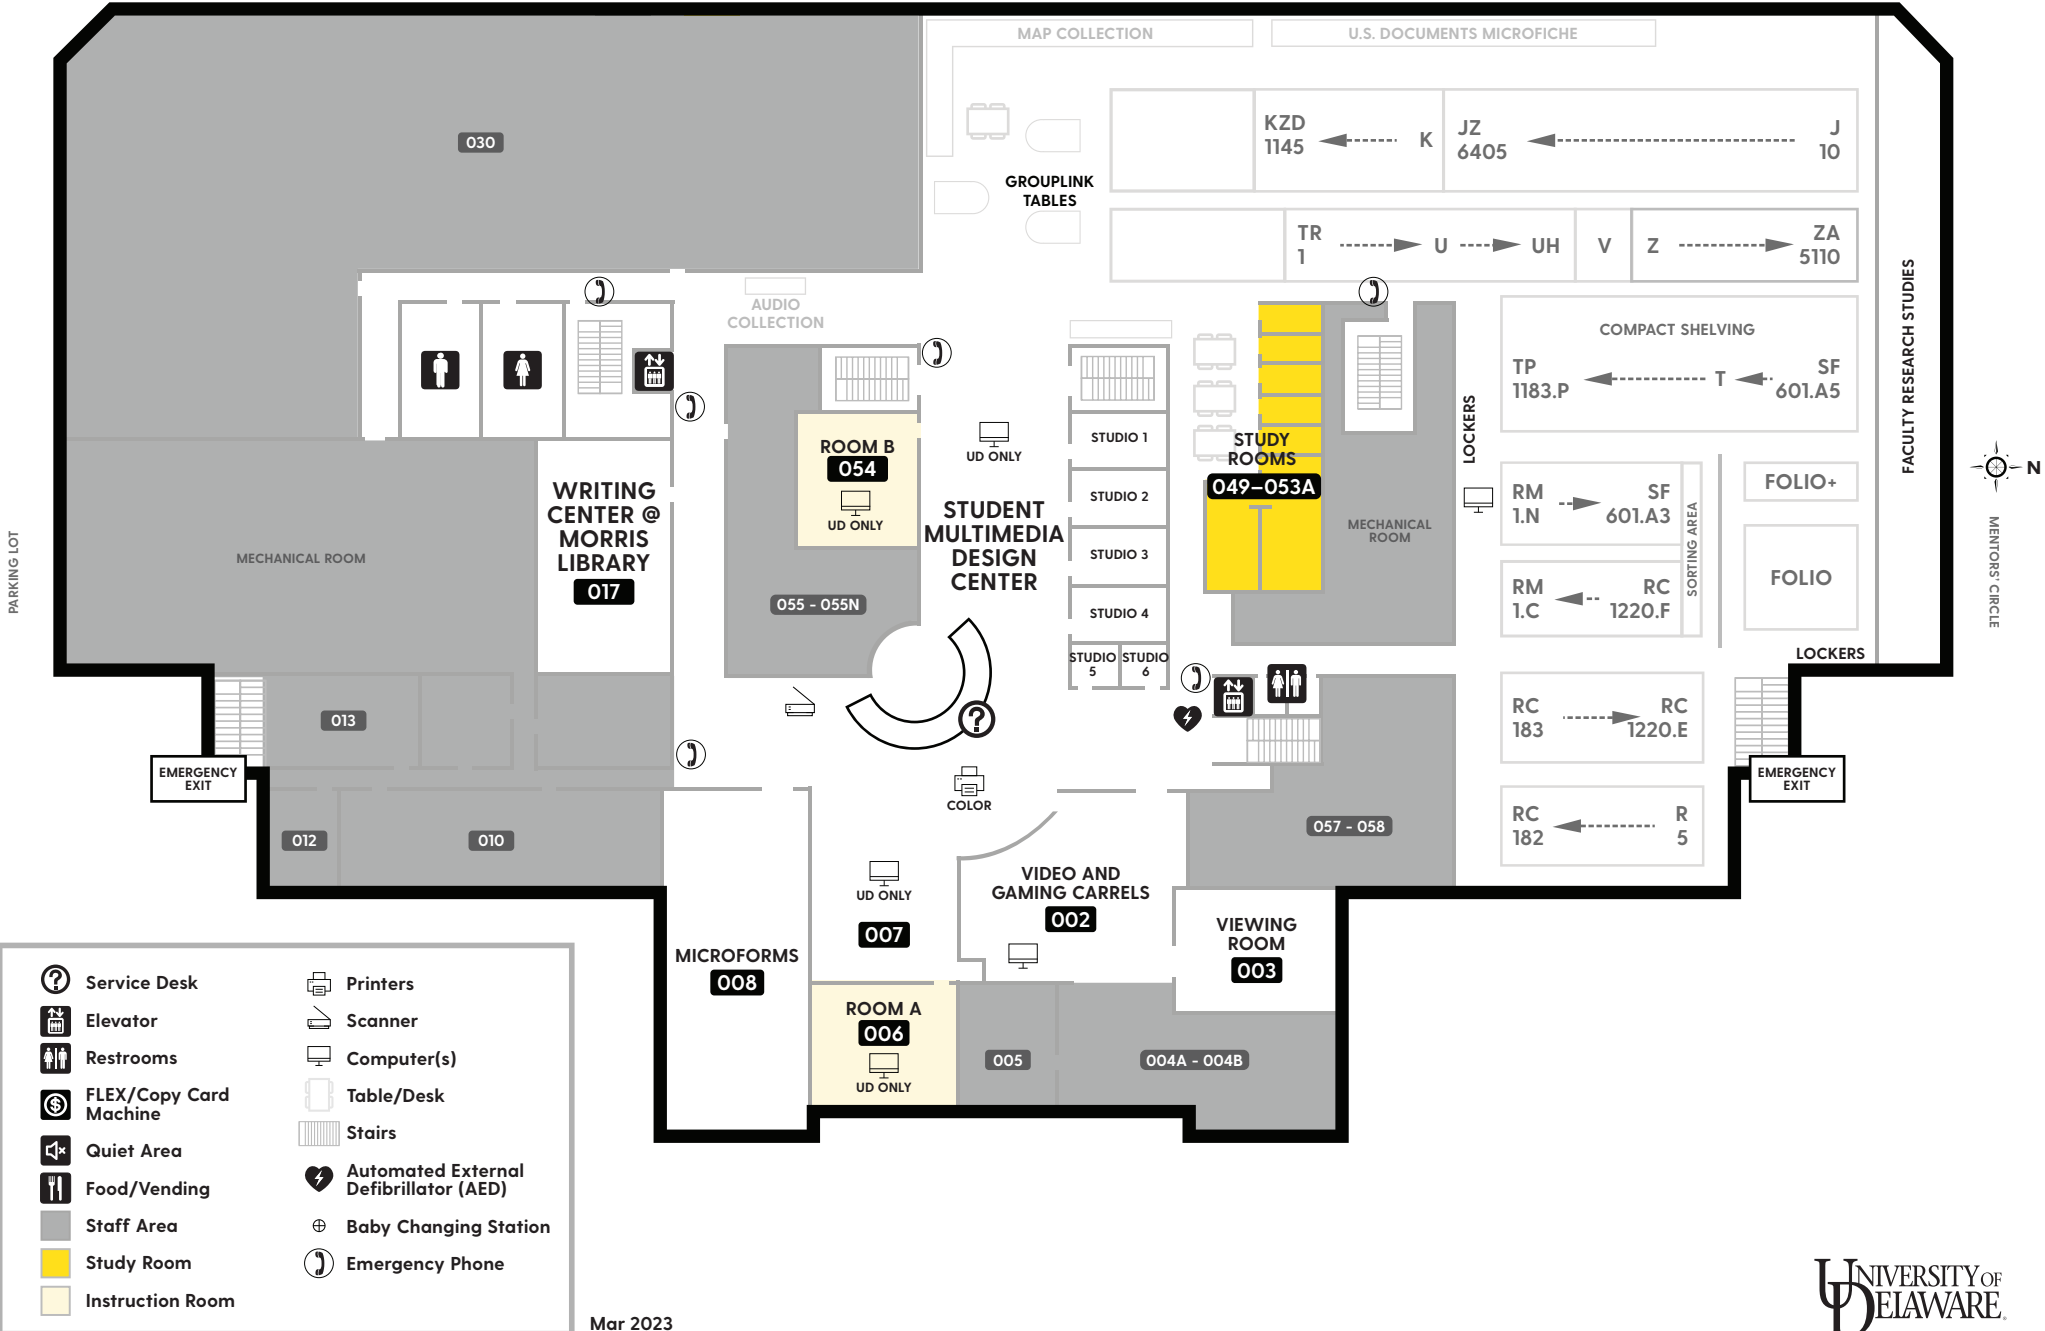 MAP COLLECTION
U.S. DOCUMENTS MICROFICHE
030
KZD
1145
K
JZ
6405
J
10
GROUPLINK
TABLES
TR
1
U
UH
V
Z
ZA
5110
FACULTY RESEARCH STUDIES
AUDIO
COLLECTION
COMPACT SHELVING
TP
1183.P
T
SF
601.A5
LOCKERS
ROOM B
054
UD ONLY
UD ONLY
STUDIO 1
STUDIO 2
STUDIO 3
STUDIO 4
STUDIO
5
STUDIO
6
STUDY
ROOMS
049–053A
MECHANICAL
ROOM
RM
1.N
SF
601.A3
SORTING AREA
FOLIO+
FOLIO
RM
1.C
RC
1220.F
N
MENTORS' CIRCLE
PARKING LOT
MECHANICAL ROOM
WRITING
CENTER @
MORRIS
LIBRARY
017
STUDENT
MULTIMEDIA
DESIGN
CENTER
055 - 055N
LOCKERS
RC
183
RC
1220.E
013
EMERGENCY
EXIT
EMERGENCY
EXIT
COLOR
RC
182
R
5
012
010
057 - 058
UD ONLY
007
VIDEO AND
GAMING CARRELS
002
VIEWING
ROOM
003
MICROFORMS
008
ROOM A
006
UD ONLY
005
004A - 004B
Service Desk
Elevator
Restrooms
FLEX/Copy Card
Machine
Quiet Area
Food/Vending
Staff Area
Study Room
Instruction Room
Printers
Scanner
Computer(s)
Table/Desk
Stairs
Automated External
Defibrillator (AED)
Baby Changing Station
Emergency Phone
Mar 2023
UNIVERSITY OF
DELAWARE